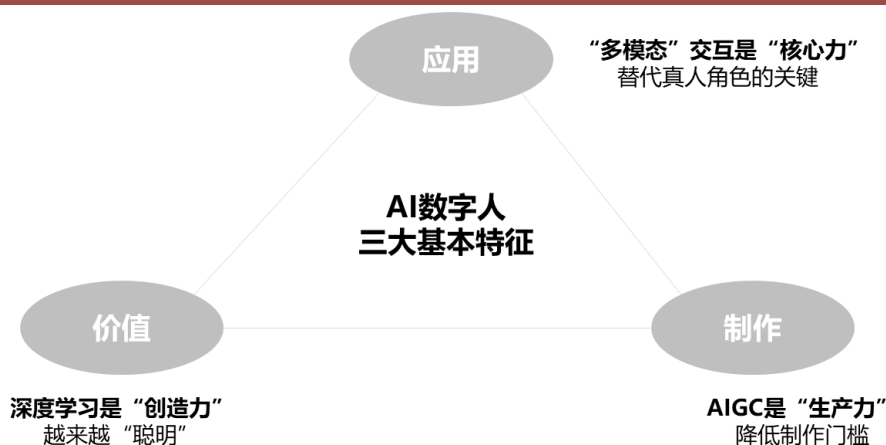 应用
“多模态”交互是“核心力”
替代真人角色的关键
AI数字人
三大基本特征
价值
制作
深度学习是“创造力”
越来越“聪明”
AIGC是“生产力”
降低制作门槛